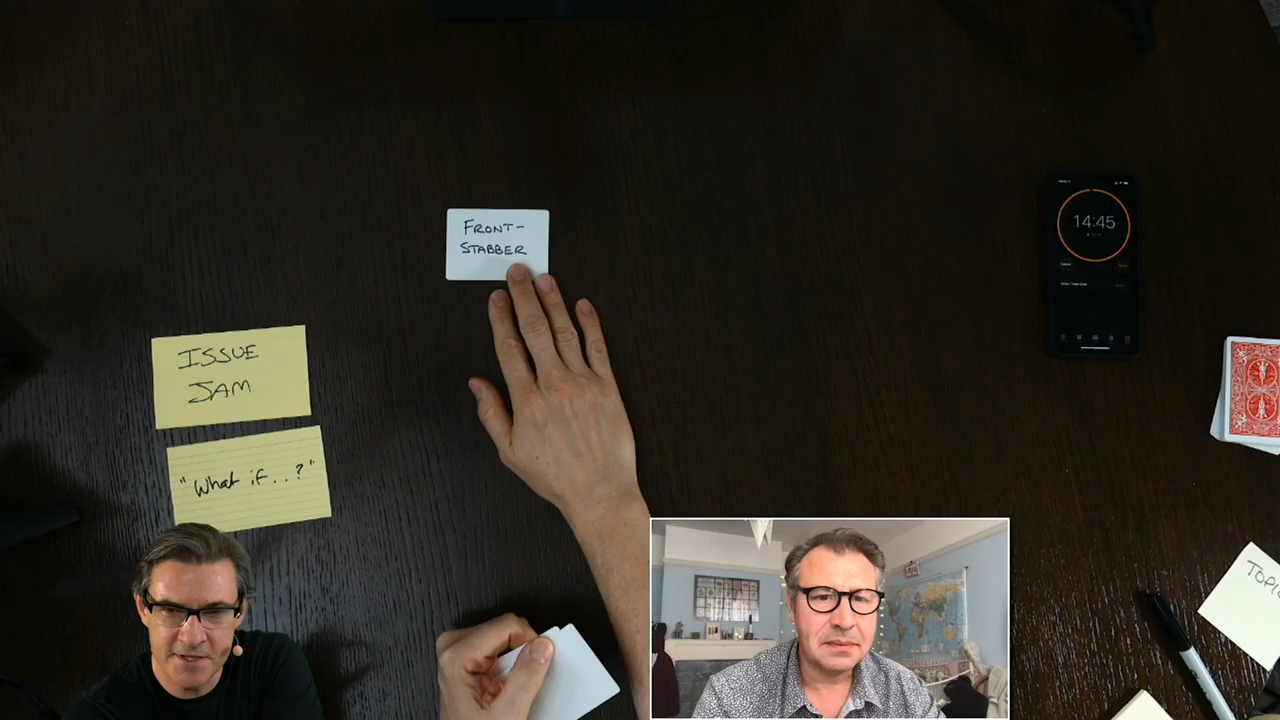 FRONT-
STABBER
14:45
ISSUE
JAM
"What if..?"